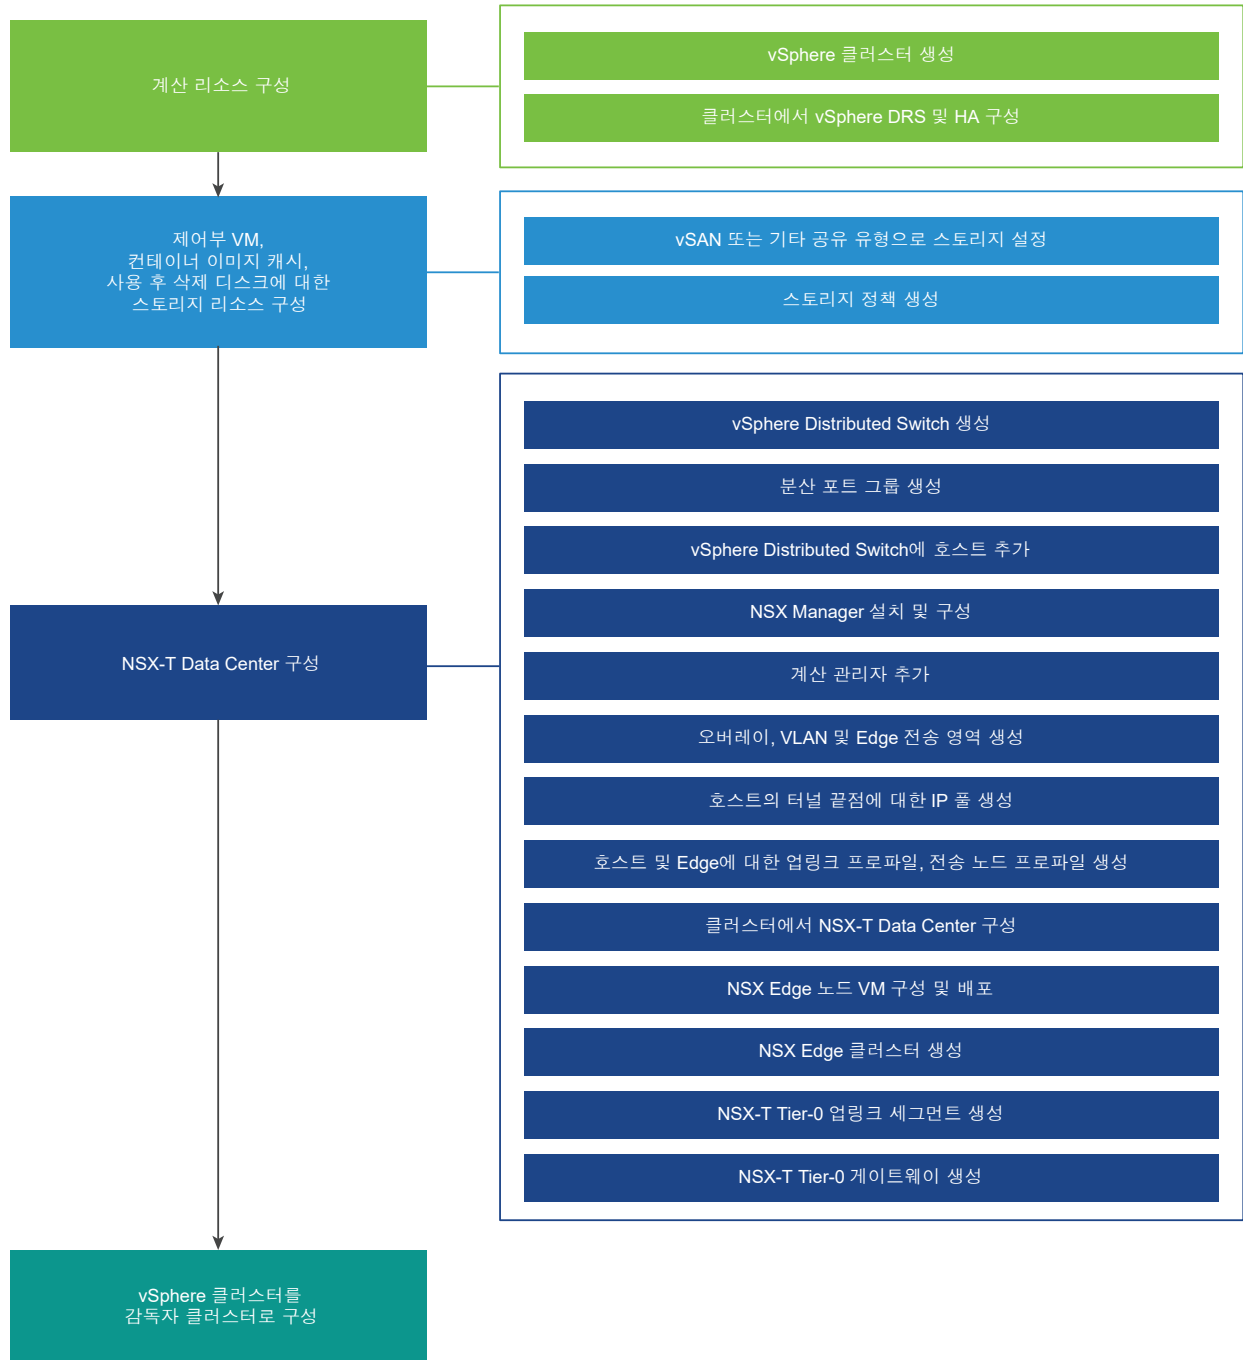 계산 리소스 구성
vSphere 클러스터 생성
클러스터에서 vSphere DRS 및 HA 구성
제어부 VM,
컨테이너 이미지 캐시,
사용 후 삭제 디스크에 대한
스토리지 리소스 구성
vSAN 또는 기타 공유 유형으로 스토리지 설정
스토리지 정책 생성
NSX-T Data Center 구성
vSphere Distributed Switch 생성
분산 포트 그룹 생성
vSphere Distributed Switch에 호스트 추가
NSX Manager 설치 및 구성
계산 관리자 추가
오버레이, VLAN 및 Edge 전송 영역 생성
호스트의 터널 끝점에 대한 IP 풀 생성
호스트 및 Edge에 대한 업링크 프로파일, 전송 노드 프로파일 생성
클러스터에서 NSX-T Data Center 구성
NSX Edge 노드 VM 구성 및 배포
NSX Edge 클러스터 생성
NSX-T Tier-0 업링크 세그먼트 생성
NSX-T Tier-0 게이트웨이 생성
vSphere 클러스터를
감독자 클러스터로 구성